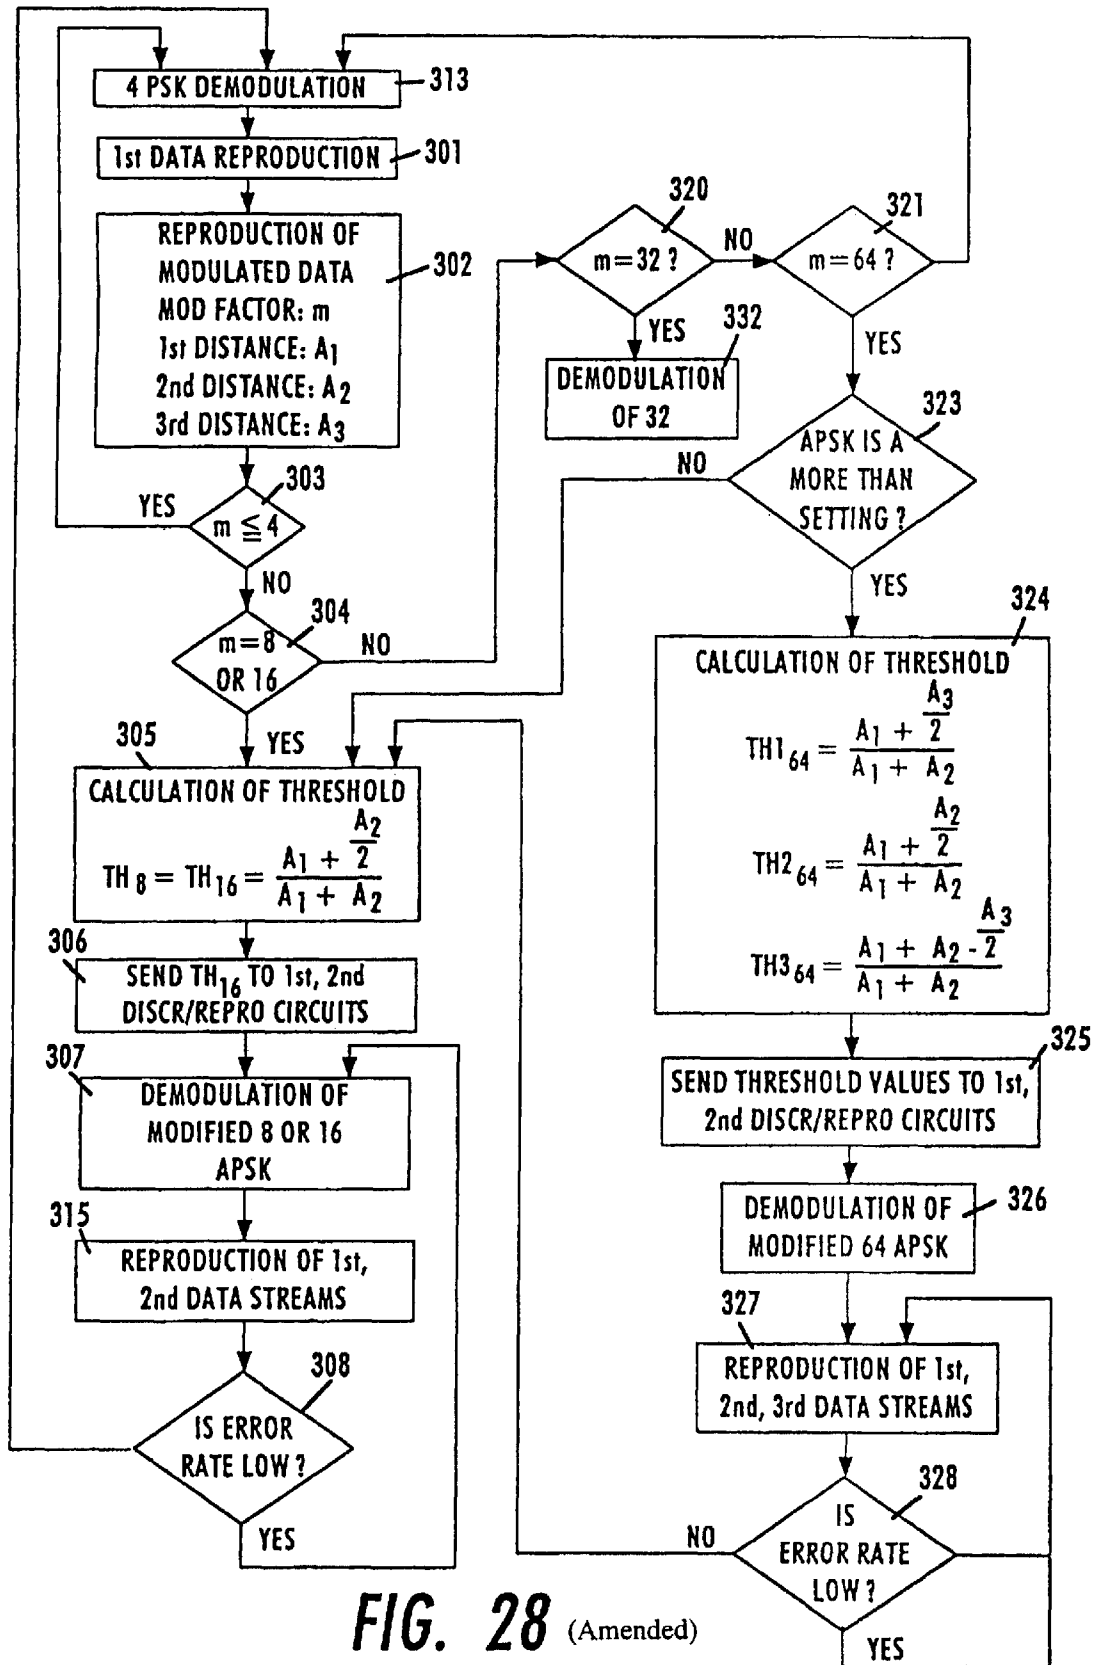 4 PSK DEMODULATION
313
1st DATA REPRODUCTION
301
REPRODUCTION OF
MODULATED DATA
MOD FACTOR: m
1st DISTANCE: A1
2nd DISTANCE: A2
3rd DISTANCE: A3
302
303
YES
m ≦ 4
NO
304
m=8
OR 16
NO
YES
305
CALCULATION OF THRESHOLD
TH8 = TH16 = (A1 + A2/2) / (A1 + A2)
306
SEND TH16 TO 1st, 2nd
DISCR/REPRO CIRCUITS
307
DEMODULATION OF
MODIFIED 8 OR 16
APSK
315
REPRODUCTION OF 1st,
2nd DATA STREAMS
308
IS ERROR
RATE LOW ?
YES
320
m=32 ?
NO
YES
332
DEMODULATION
OF 32
321
m=64 ?
YES
323
APSK IS A
MORE THAN
SETTING ?
NO
YES
324
CALCULATION OF THRESHOLD
TH1 64 = (A1 + A3/2) / (A1 + A2)
TH2 64 = (A1 + A2/2) / (A1 + A2)
TH3 64 = (A1 + A2 - A3/2) / (A1 + A2)
325
SEND THRESHOLD VALUES TO 1st,
2nd DISCR/REPRO CIRCUITS
326
DEMODULATION OF
MODIFIED 64 APSK
327
REPRODUCTION OF 1st,
2nd, 3rd DATA STREAMS
328
IS
ERROR RATE
LOW ?
NO
YES
FIG. 28 (Amended)